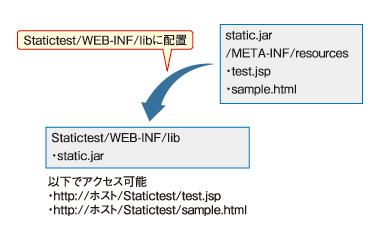 Statictest/WEB-INF/libに配置
static.jar
/META-INF/resources
・test.jsp
・sample.html
Statictest/WEB-INF/lib
・static.jar
以下でアクセス可能
・http://ホスト/Statictest/test.jsp
・http://ホスト/Statictest/sample.html